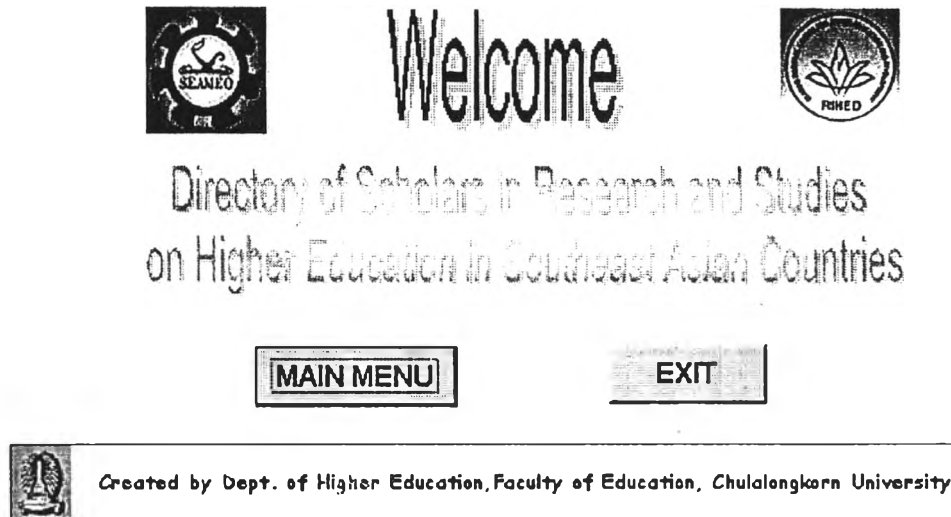 SEAMEO
Welcome
RIHED
Directory of Scholars in Research and Studies
on Higher Education in Southeast Asian Countries
MAIN MENU
EXIT
Created by Dept. of Higher Education, Faculty of Education, Chulalongkorn University